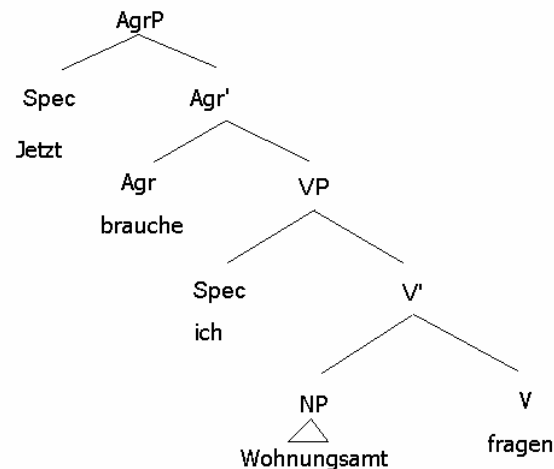 AgrP
Spec Agr'
Jetzt
Agr VP
brauche
Spec V'
ich
NP V
fragen
Wohnungsamt